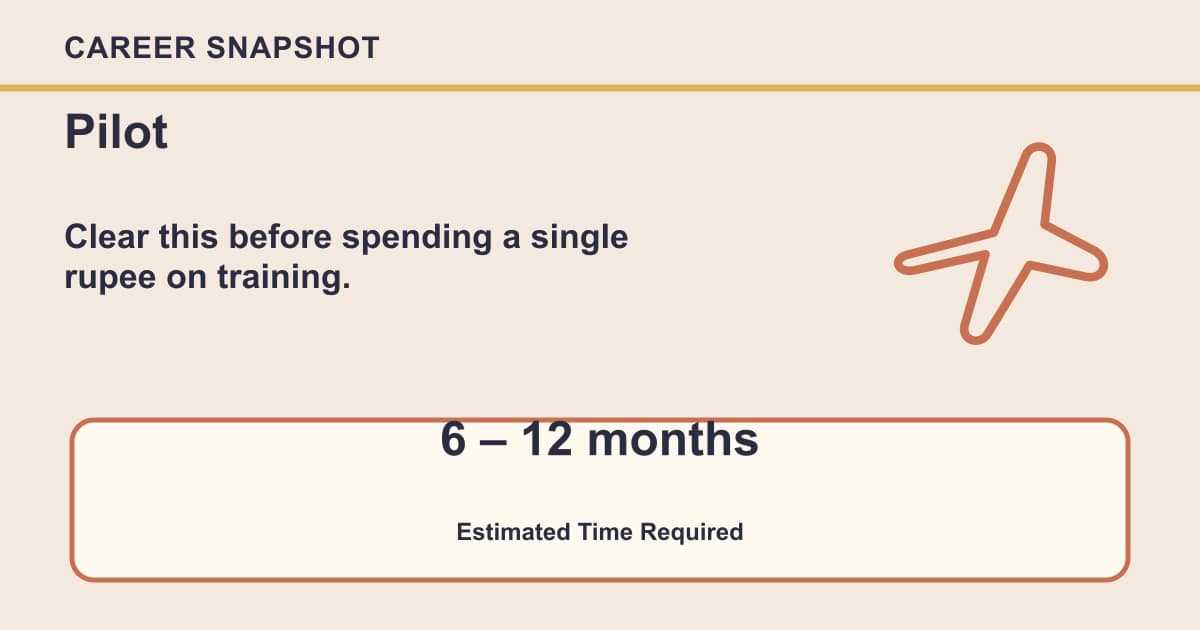 CAREER SNAPSHOT
Pilot
Clear this before spending a single
rupee on training.
6 – 12 months
Estimated Time Required